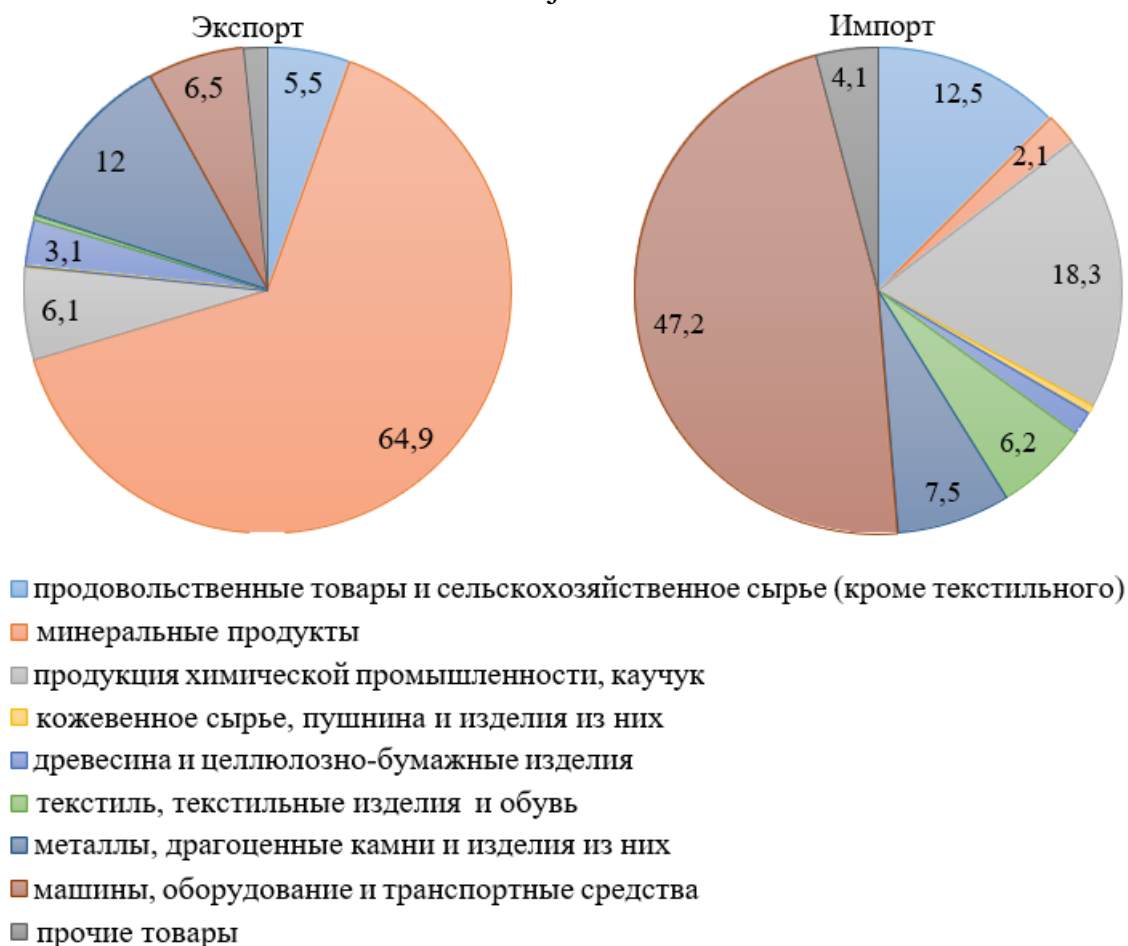 Экспорт
Импорт
6,5
5,5
12
3,1
6,1
64,9
4,1
12,5
2,1
18,3
47,2
6,2
7,5
продовольственные товары и сельскохозяйственное сырье (кроме текстильного)
минеральные продукты
продукция химической промышленности, каучук
кожевенное сырье, пушнина и изделия из них
древесина и целлюлозно-бумажные изделия
текстиль, текстильные изделия и обувь
металлы, драгоценные камни и изделия из них
машины, оборудование и транспортные средства
прочие товары